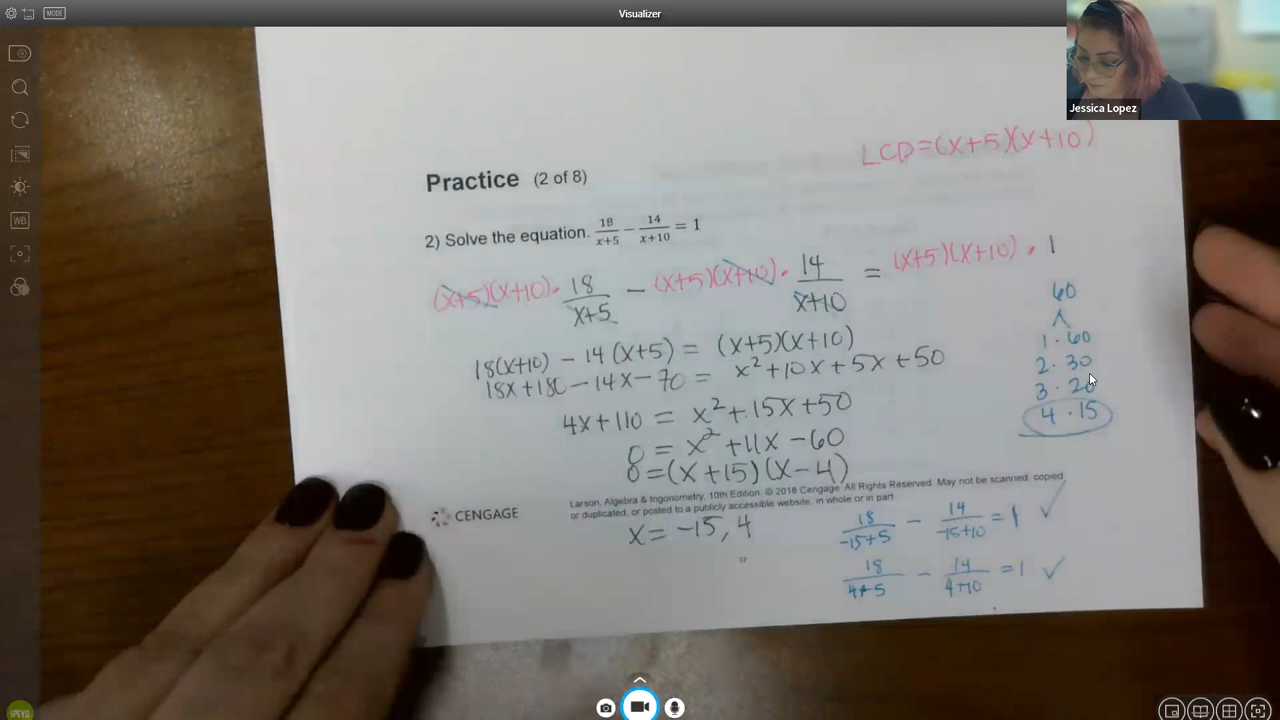 MODE
Visualizer
Jessica Lopez
WB
LCD=(x+5)(x+10)
Practice (2 of 8)
2) Solve the equation. 18/x+5 − 14/x+10 = 1
(x+5)(x+10) · 18/x+5 − (x+5)(x+10) · 14/x+10 = (x+5)(x+10) · 1
60
1 · 60
2 · 30
3 · 20
4 · 15
18(x+10) − 14(x+5) = (x+5)(x+10)
18x+180 − 14x − 70 = x² + 10x + 5x + 50
4x + 110 = x² + 15x + 50
0 = x² + 11x − 60
0 = (x + 15)(x − 4)
Larson, Algebra & Trigonometry, 10th Edition. © 2018 Cengage. All Rights Reserved. May not be scanned, copied
or duplicated, or posted to a publicly accessible website, in whole or in part.
CENGAGE
x = −15, 4
18/−15+5 − 14/−15+10 = 1 ✓
18/4+5 − 14/4+10 = 1 ✓
IPEVO